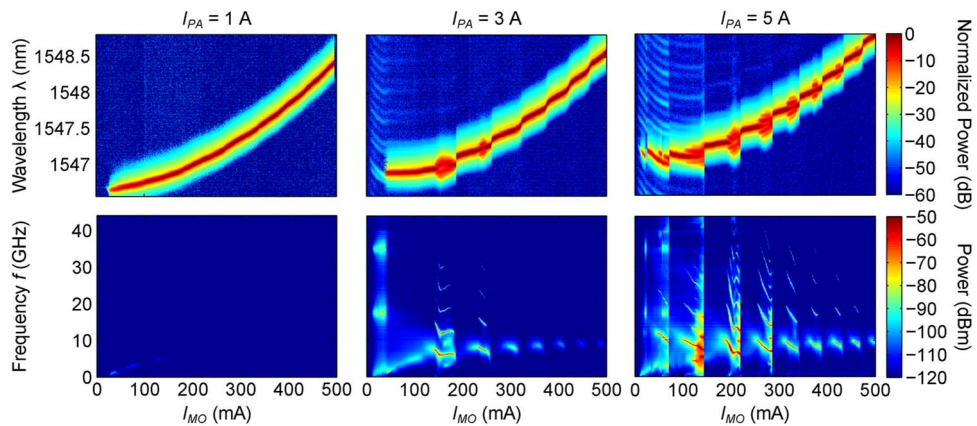 I_PA = 1 A
I_PA = 3 A
I_PA = 5 A
Wavelength λ (nm)
1548.5
1548
1547.5
1547
0
−10
−20
−30
−40
−50
−60
Normalized Power (dB)
Frequency f (GHz)
40
30
20
10
0
−50
−60
−70
−80
−90
−100
−110
−120
Power (dBm)
0 100 200 300 400 500
0 100 200 300 400 500
0 100 200 300 400 500
I_MO (mA)
I_MO (mA)
I_MO (mA)